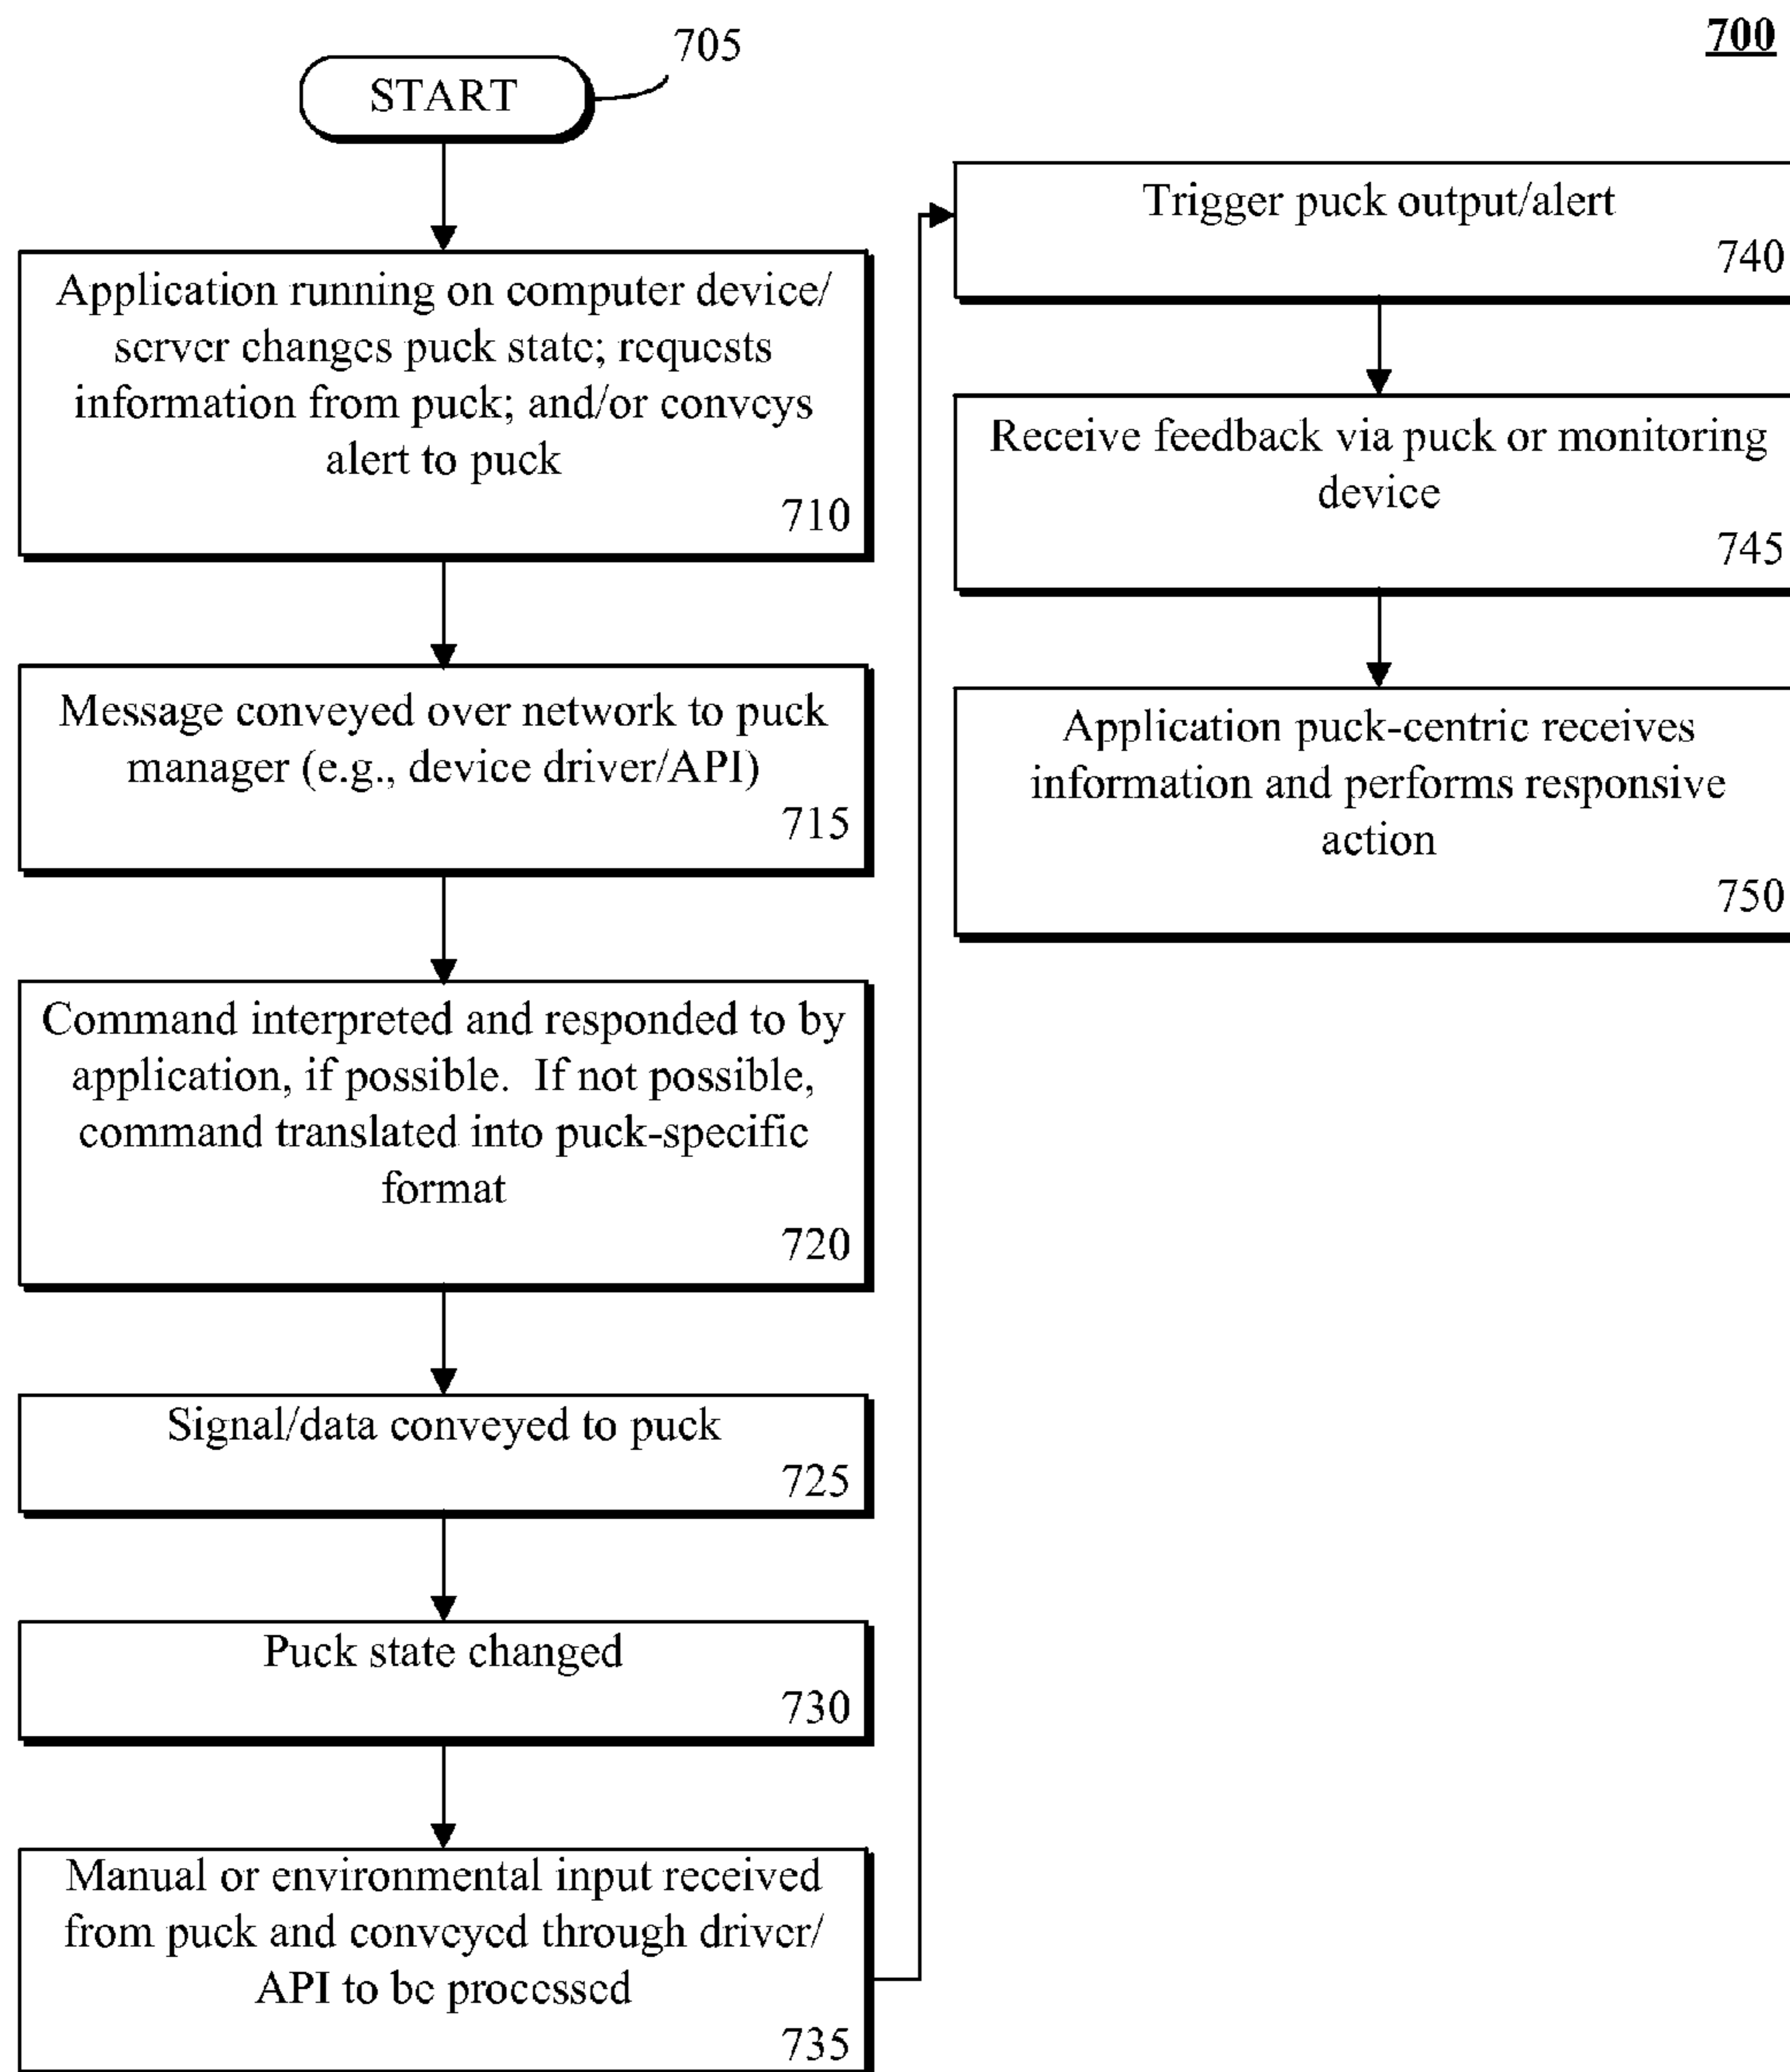 700
705
START
Application running on computer device/
server changes puck state; requests
information from puck; and/or conveys
alert to puck
710
Message conveyed over network to puck
manager (e.g., device driver/API)
715
Command interpreted and responded to by
application, if possible.  If not possible,
command translated into puck-specific
format
720
Signal/data conveyed to puck
725
Puck state changed
730
Manual or environmental input received
from puck and conveyed through driver/
API to be processed
735
Trigger puck output/alert
740
Receive feedback via puck or monitoring
device
745
Application puck-centric receives
information and performs responsive
action
750